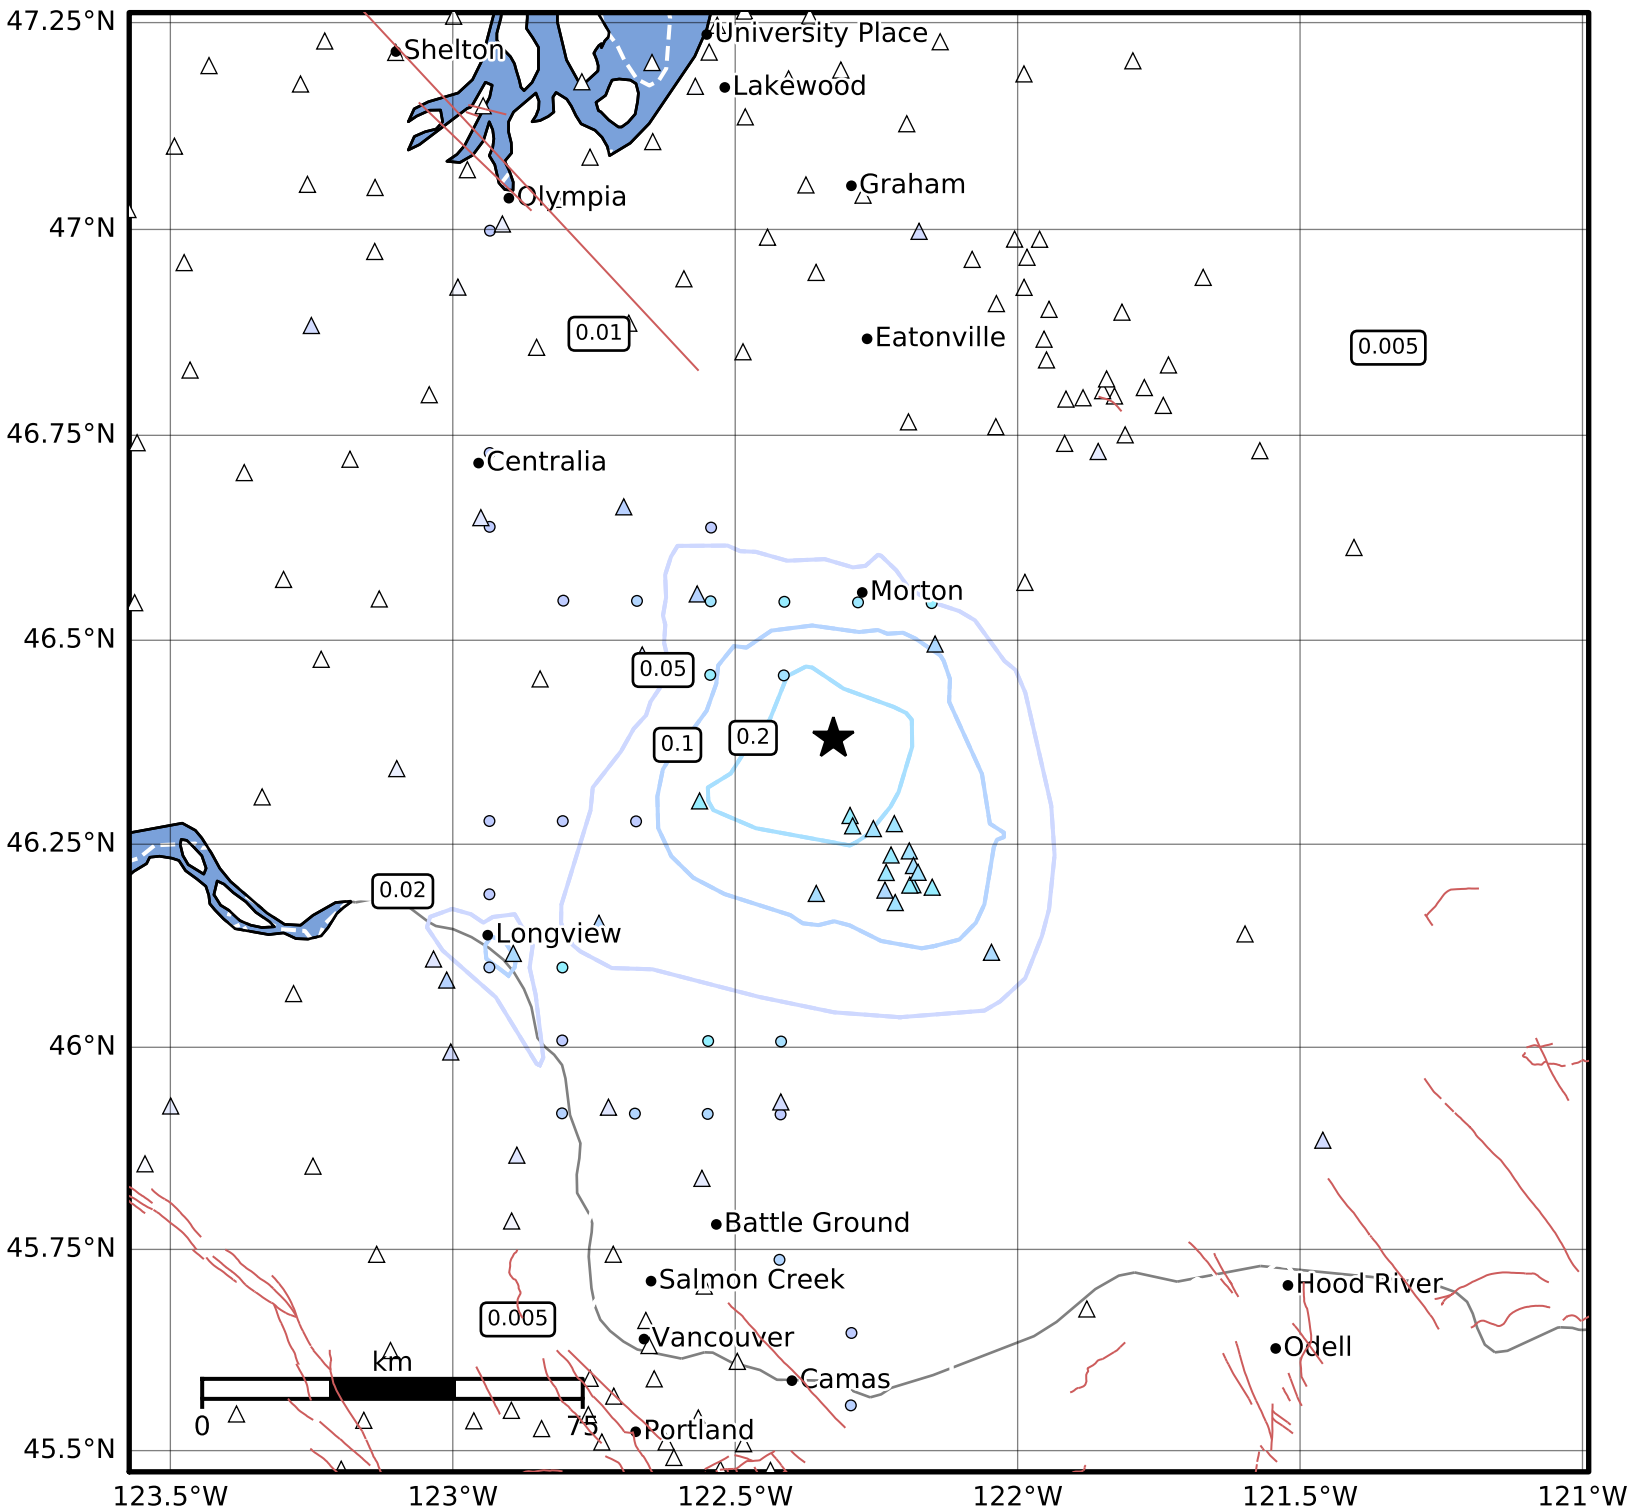 47.25°N
University Place
Shelton
Lakewood
Graham
Olympia
47°N
0.01
Eatonville
0.005
46.75°N
Centralia
Morton
46.5°N
0.05
0.1
0.2
46.25°N
0.02
Longview
46°N
Battle Ground
45.75°N
Salmon Creek
Hood River
0.005
Vancouver
Odell
km
Camas
0
75
Portland
45.5°N
123.5°W
123°W
122.5°W
122°W
121.5°W
121°W